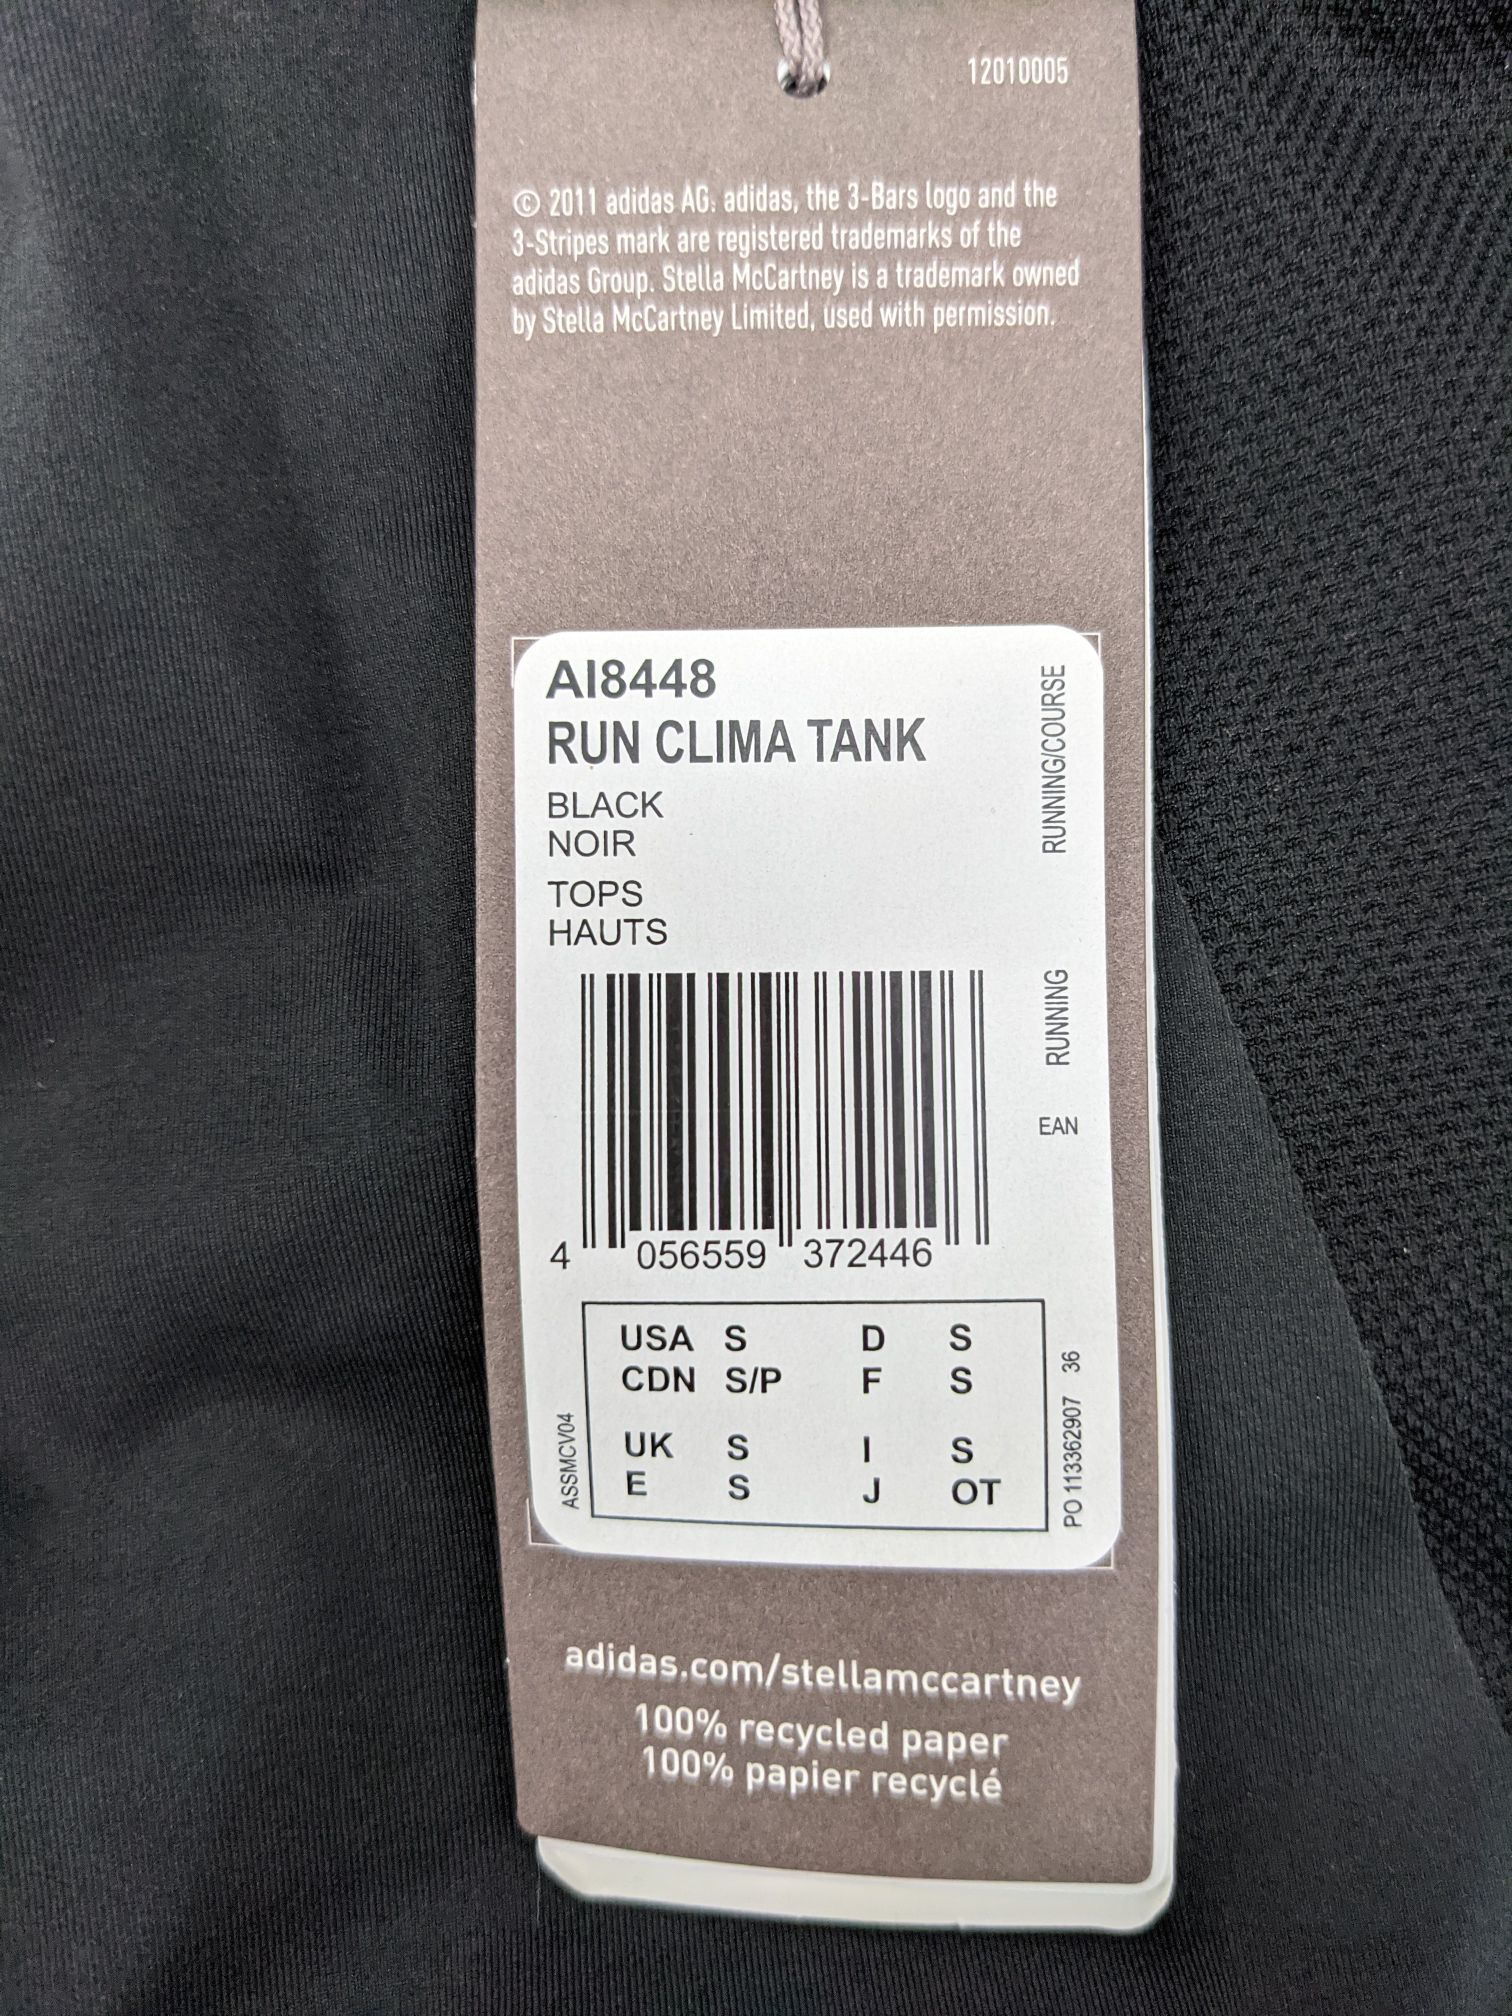 12010005
© 2011 adidas AG. adidas, the 3-Bars logo and the
3-Stripes mark are registered trademarks of the
adidas Group. Stella McCartney is a trademark owned
by Stella McCartney Limited, used with permission.
AI8448
RUN CLIMA TANK
BLACK
NOIR
TOPS
HAUTS
RUNNING/COURSE
RUNNING
EAN
4 056559 372446
USA S D S
CDN S/P F S
UK S I S
E S J OT
ASSMCV04
PO 113362907 36
adidas.com/stellamccartney
100% recycled paper
100% papier recyclé